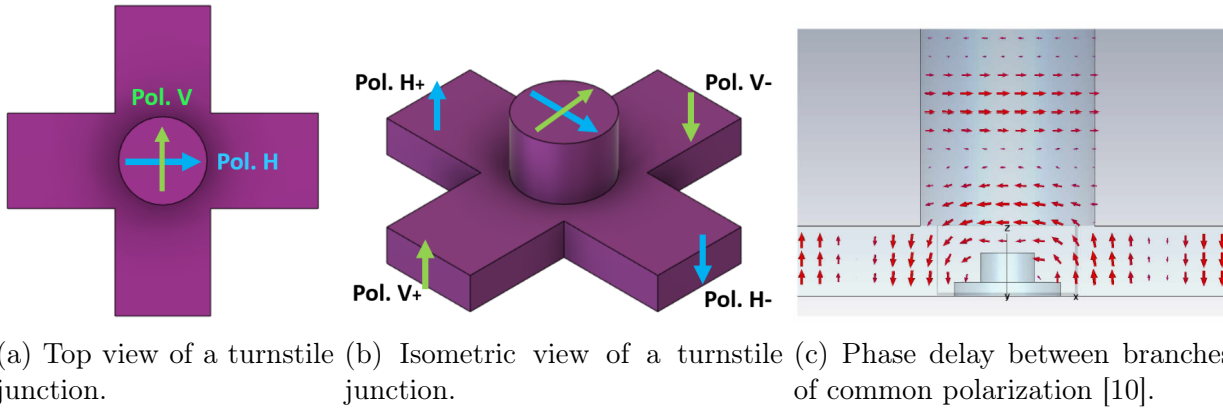 Pol. V
Pol. H
Pol. H+
Pol. V-
Pol. V+
Pol. H-
z
y
x
(a) Top view of a turnstile
junction.
(b) Isometric view of a turnstile
junction.
(c) Phase delay between branches
of common polarization [10].